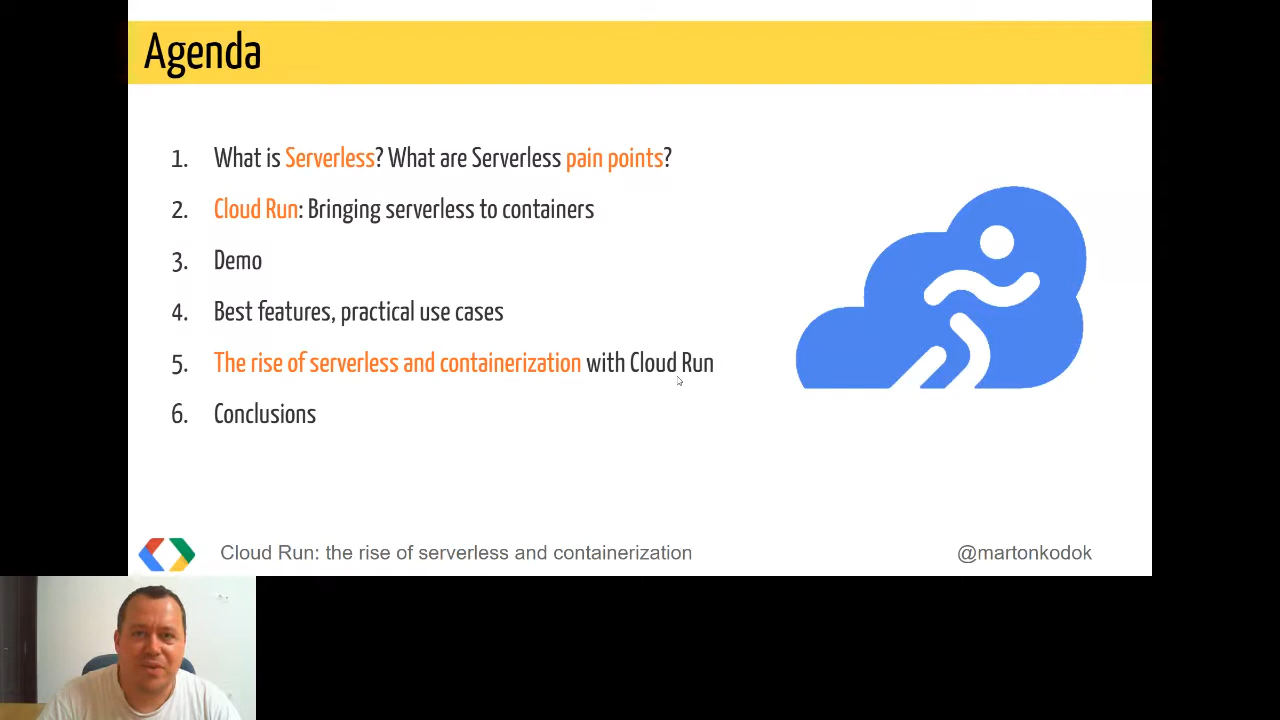 Agenda
1. What is Serverless? What are Serverless pain points?
2. Cloud Run: Bringing serverless to containers
3. Demo
4. Best features, practical use cases
5. The rise of serverless and containerization with Cloud Run
6. Conclusions
Cloud Run: the rise of serverless and containerization
@martonkodok